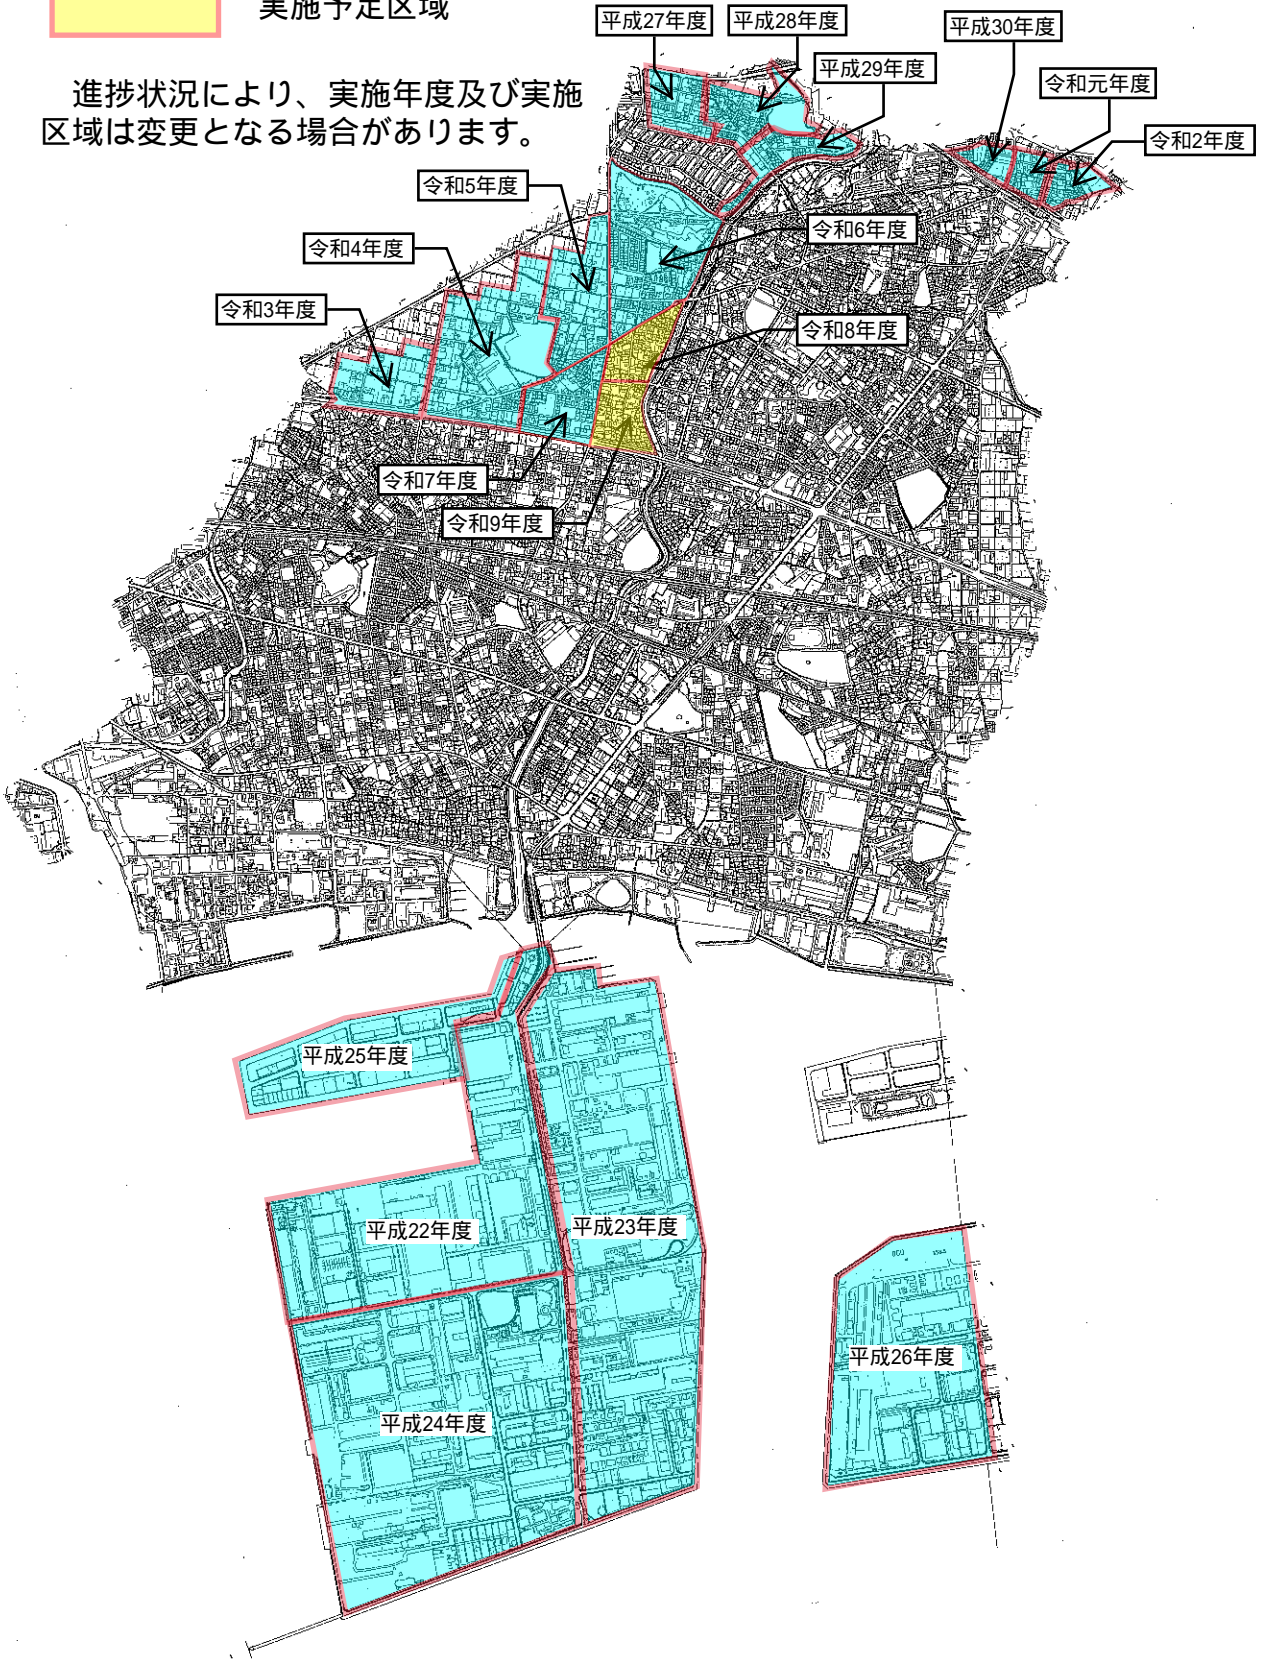 実施予定区域
進捗状況により、実施年度及び実施
区域は変更となる場合があります。
平成27年度
平成28年度
平成29年度
平成30年度
令和元年度
令和2年度
令和5年度
令和6年度
令和4年度
令和3年度
令和8年度
令和7年度
令和9年度
平成25年度
平成22年度
平成23年度
平成26年度
平成24年度